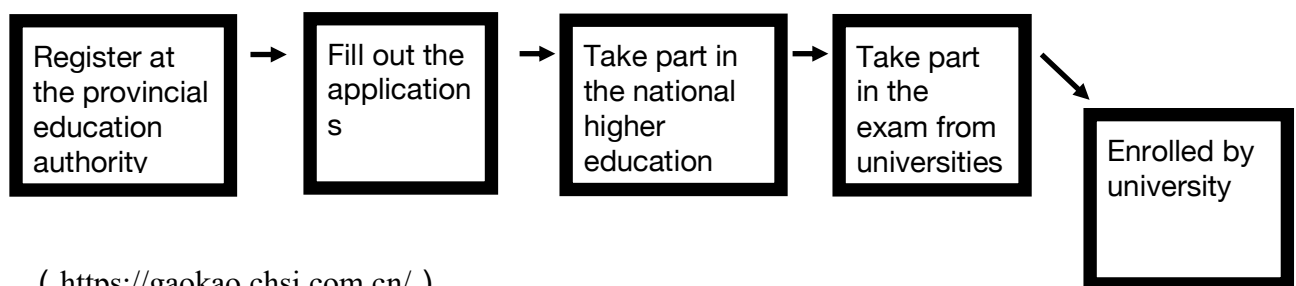 Register at
the provincial
education
authority
Fill out the
application
s
Take part in
the national
higher
education
Take part
in the
exam from
universities
Enrolled by
university
( https://gaokao.chsi.com.cn/ )